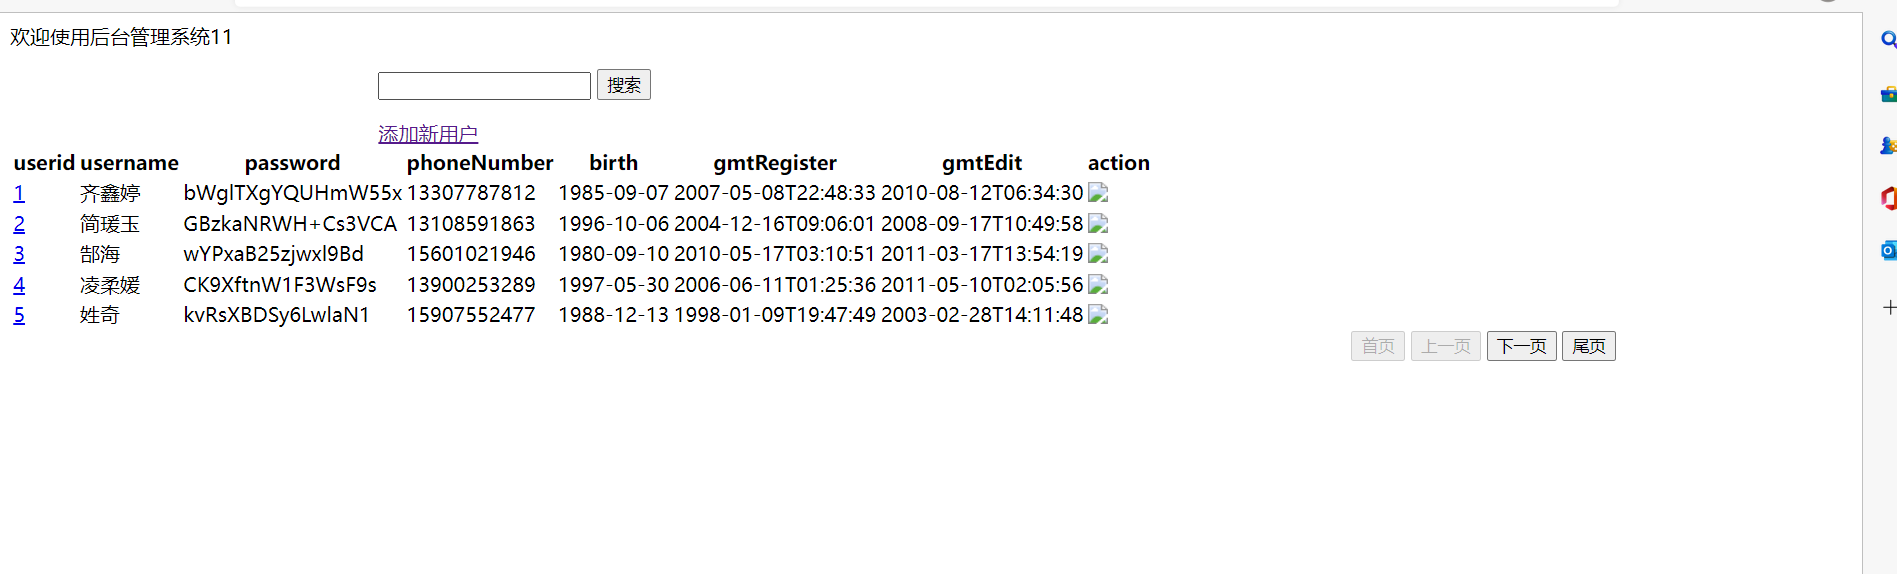 欢迎使用后台管理系统11
搜索
添加新用户
userid username password phoneNumber birth gmtRegister gmtEdit action
1 齐鑫婷 bWglTXgYQUHmW55x 13307787812 1985-09-07 2007-05-08T22:48:33 2010-08-12T06:34:30
2 简瑗玉 GBzkaNRWH+Cs3VCA 13108591863 1996-10-06 2004-12-16T09:06:01 2008-09-17T10:49:58
3 郜海 wYPxaB25zjwxl9Bd 15601021946 1980-09-10 2010-05-17T03:10:51 2011-03-17T13:54:19
4 凌柔媛 CK9XftnW1F3WsF9s 13900253289 1997-05-30 2006-06-11T01:25:36 2011-05-10T02:05:56
5 姓奇 kvRsXBDSy6LwlaN1 15907552477 1988-12-13 1998-01-09T19:47:49 2003-02-28T14:11:48
首页 上一页 下一页 尾页